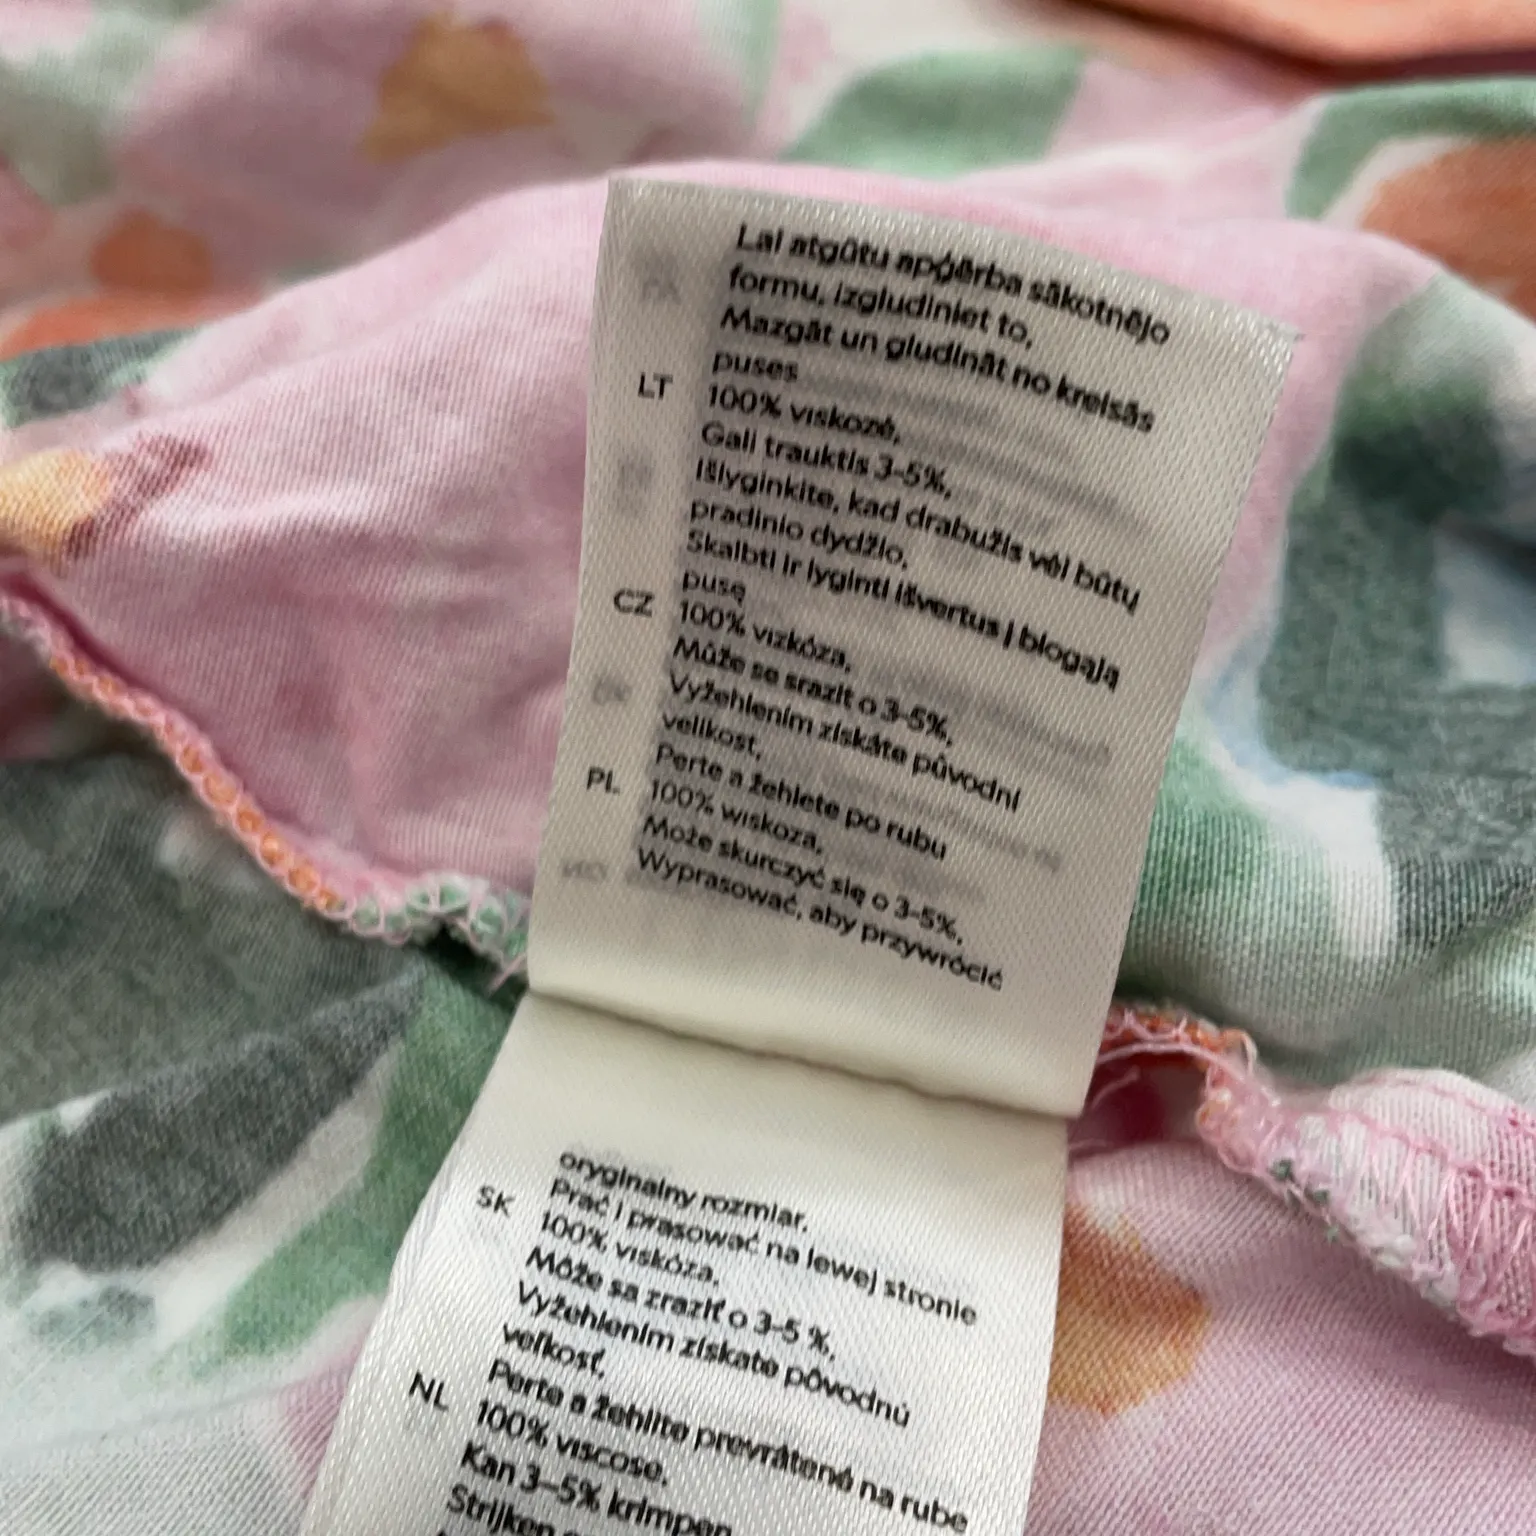 Lai atgūtu apģērba sākotnējo
formu, izgludiniet to.
Mazgāt un gludināt no kreisās
puses
LT 100% viskozė.
Gali trauktis 3-5%.
Išlyginkite, kad drabužis vėl būtų
pradinio dydžio.
Skalbti ir lyginti išvertus į blogąją
pusę
CZ 100% vizkóza.
Může se srazit o 3-5%.
Vyžehlením získáte původní
velikost.
Perte a žehlete po rubu
PL 100% wiskoza.
Może skurczyć się o 3-5%.
Wyprasować, aby przywrócić
oryginalny rozmiar.
Prać i prasować na lewej stronie
SK 100% viskóza.
Môže sa zraziť o 3-5 %.
Vyžehlením získate pôvodnú
veľkosť.
Perte a žehlite prevrátené na rube
NL 100% viscose.
Kan 3-5% krimpen
Strijken